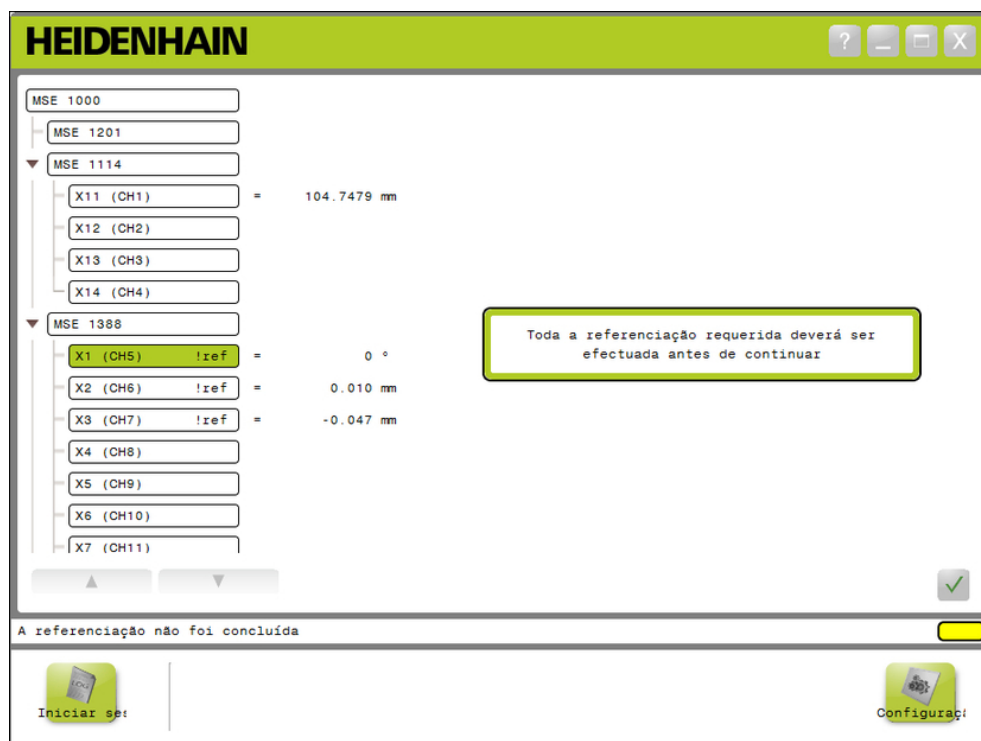 HEIDENHAIN
? _ X
MSE 1000
MSE 1201
MSE 1114
X11 (CH1) = 104.7479 mm
X12 (CH2)
X13 (CH3)
X14 (CH4)
MSE 1388
Toda a referenciação requerida deverá ser
efectuada antes de continuar
X1 (CH5) !ref = 0 °
X2 (CH6) !ref = 0.010 mm
X3 (CH7) !ref = -0.047 mm
X4 (CH8)
X5 (CH9)
X6 (CH10)
X7 (CH11)
A referenciação não foi concluída
LOG
Iniciar ses
Configuraçã